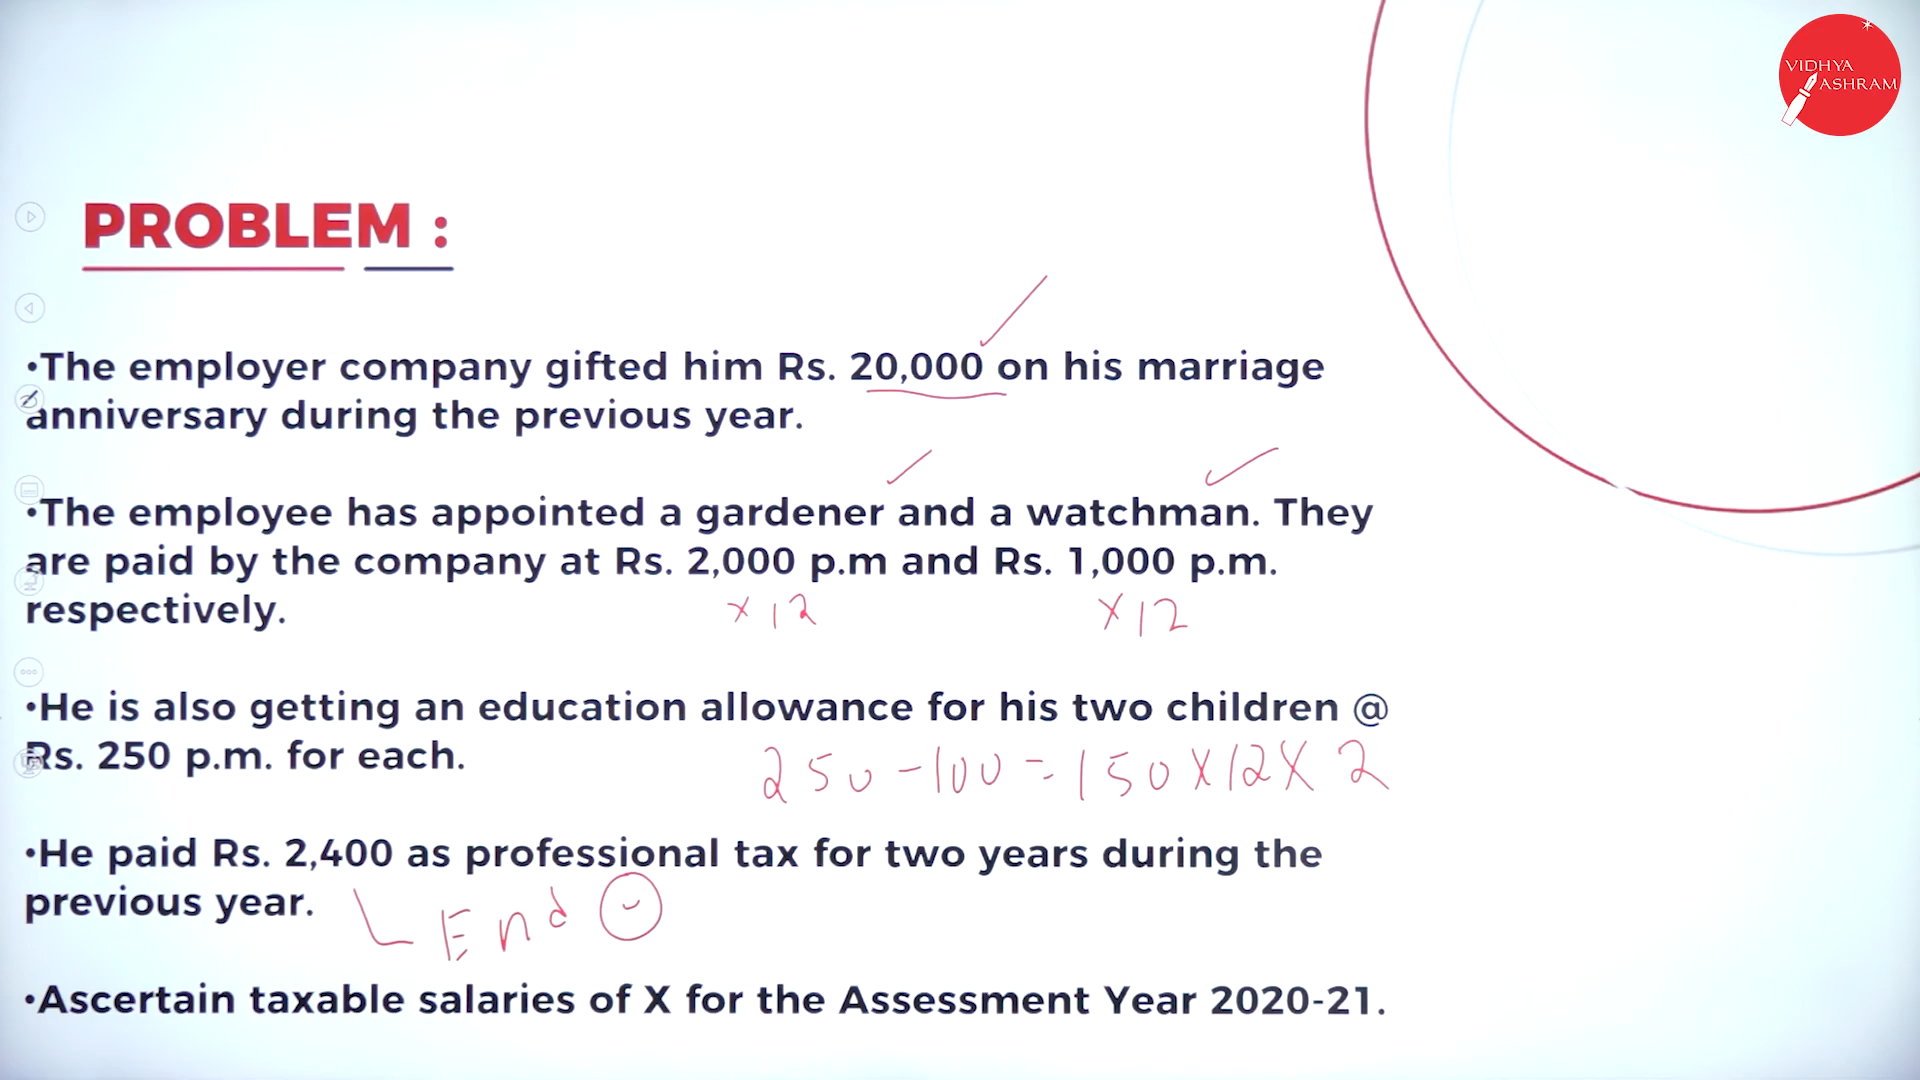 VIDHYA
ASHRAM
PROBLEM :
•The employer company gifted him Rs. 20,000 on his marriage
anniversary during the previous year.
•The employee has appointed a gardener and a watchman. They
are paid by the company at Rs. 2,000 p.m and Rs. 1,000 p.m.
respectively.
×12 ×12
•He is also getting an education allowance for his two children @
Rs. 250 p.m. for each.
250-100=150×12×2
•He paid Rs. 2,400 as professional tax for two years during the
previous year.
End
•Ascertain taxable salaries of X for the Assessment Year 2020-21.